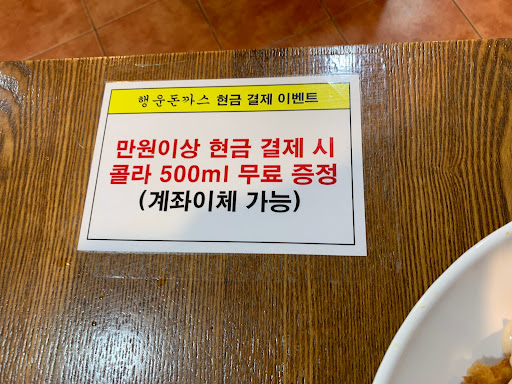 행운돈까스 현금 결제 이벤트
만원이상 현금 결제 시
콜라 500ml 무료 증정
(계좌이체 가능)